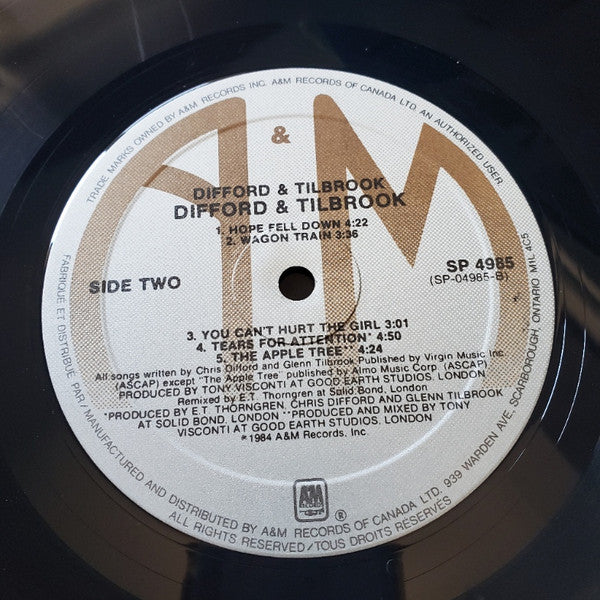 TRADE MARKS OWNED BY A&M RECORDS INC. A&M RECORDS OF CANADA LTD. AN AUTHORIZED USER.
&
AM
DIFFORD & TILBROOK
DIFFORD & TILBROOK
1. HOPE FELL DOWN 4:22
2. WAGON TRAIN 3:36
SIDE TWO
SP 4985
(SP-04985-B)
3. YOU CAN'T HURT THE GIRL 3:01
4. TEARS FOR ATTENTION* 4:50
5. THE APPLE TREE** 4:24
All songs written by Chris Difford and Glenn Tilbrook Published by Virgin Music Inc.
(ASCAP) except "The Apple Tree" published by Almo Music Corp. (ASCAP)
PRODUCED BY TONY VISCONTI AT GOOD EARTH STUDIOS, LONDON
Remixed by E.T. Thorngren at Solid Bond, London
*PRODUCED BY E.T. THORNGREN, CHRIS DIFFORD AND GLENN TILBROOK
AT SOLID BOND, LONDON **PRODUCED AND MIXED BY TONY
VISCONTI AT GOOD EARTH STUDIOS, LONDON
℗1984 A&M Records, Inc.
A&M
RECORDS
®
FABRIQUÉ ET DISTRIBUÉ PAR / MANUFACTURED AND DISTRIBUTED BY A&M RECORDS OF CANADA LTD. 939 WARDEN AVE, SCARBOROUGH, ONTARIO M1L 4C5
ALL RIGHTS RESERVED / TOUS DROITS RESERVÉS